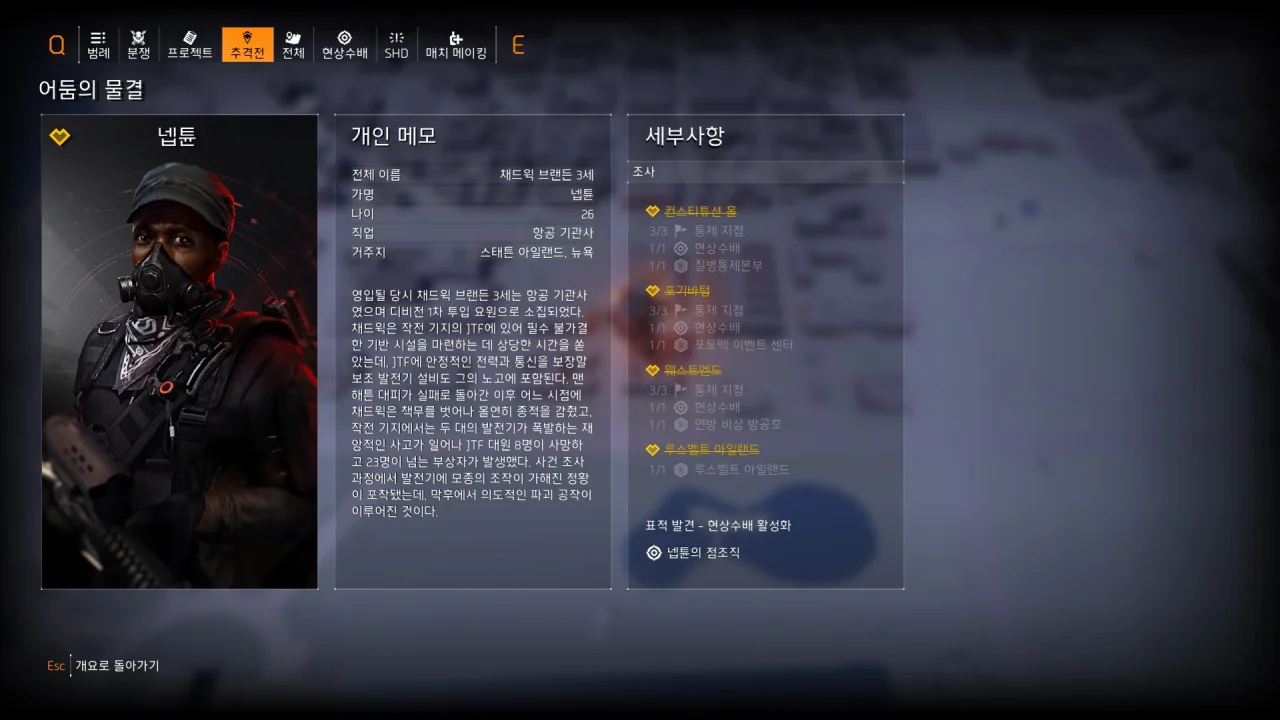 Q 범례 분쟁 프로젝트 추격전 전체 현상수배 SHD 매치 메이킹 E
어둠의 물결
넵튠
개인 메모
전체 이름 채드윅 브랜든 3세
가명 넵튠
나이 26
직업 항공 기관사
거주지 스태튼 아일랜드, 뉴욕
영입될 당시 채드윅 브랜든 3세는 항공 기관사
였으며 디비전 1차 투입 요원으로 소집되었다.
채드윅은 작전 기지의 JTF에 있어 필수 불가결
한 기반 시설을 마련하는 데 상당한 시간을 쏟
았는데, JTF에 안정적인 전력과 통신을 보장할
보조 발전기 설비도 그의 노고에 포함된다. 맨
해튼 대피가 실패로 돌아간 이후 어느 시점에
채드윅은 책무를 벗어나 돌연히 종적을 감췄고,
작전 기지에서는 두 대의 발전기가 폭발하는 재
앙적인 사고가 일어나 JTF 대원 8명이 사망하
고 23명이 넘는 부상자가 발생했다. 사건 조사
과정에서 발전기에 모종의 조작이 가해진 정황
이 포착됐는데, 막후에서 의도적인 파괴 공작이
이루어진 것이다.
세부사항
조사
컨스티튜션 홀
3/3 통제 지점
1/1 현상수배
1/1 질병통제본부
포기바텀
3/3 통제 지점
1/1 현상수배
1/1 포토맥 이벤트 센터
웨스트엔드
3/3 통제 지점
1/1 현상수배
1/1 연방 비상 방공호
루스벨트 아일랜드
1/1 루스벨트 아일랜드
표적 발견 - 현상수배 활성화
넵튠의 점조직
Esc 개요로 돌아가기